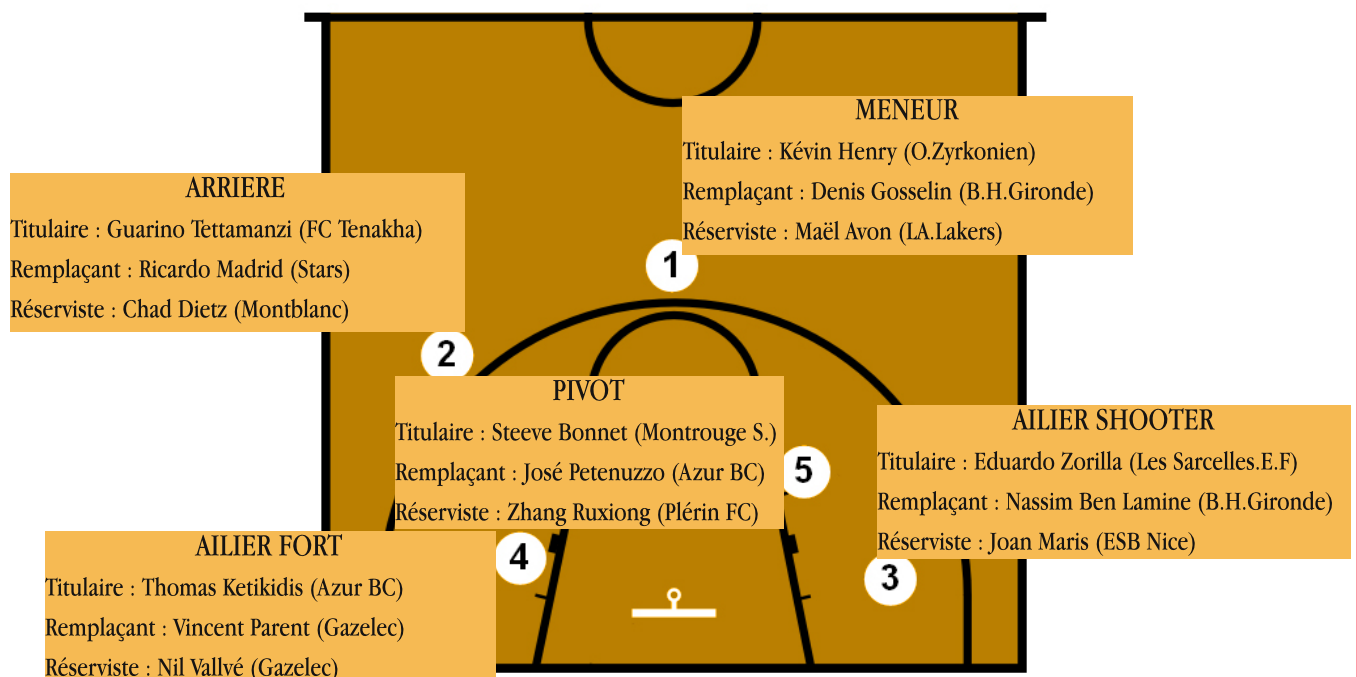 MENEUR
Titulaire : Kévin Henry (O.Zyrkonien)
Remplaçant : Denis Gosselin (B.H.Gironde)
Réserviste : Maël Avon (LA.Lakers)
1
ARRIERE
Titulaire : Guarino Tettamanzi (FC Tenakha)
Remplaçant : Ricardo Madrid (Stars)
Réserviste : Chad Dietz (Montblanc)
2
PIVOT
Titulaire : Steeve Bonnet (Montrouge S.)
Remplaçant : José Petenuzzo (Azur BC)
Réserviste : Zhang Ruxiong (Plérin FC)
5
AILIER SHOOTER
Titulaire : Eduardo Zorilla (Les Sarcelles.E.F)
Remplaçant : Nassim Ben Lamine (B.H.Gironde)
Réserviste : Joan Maris (ESB Nice)
3
AILIER FORT
Titulaire : Thomas Ketikidis (Azur BC)
Remplaçant : Vincent Parent (Gazelec)
Réserviste : Nil Vallvé (Gazelec)
4